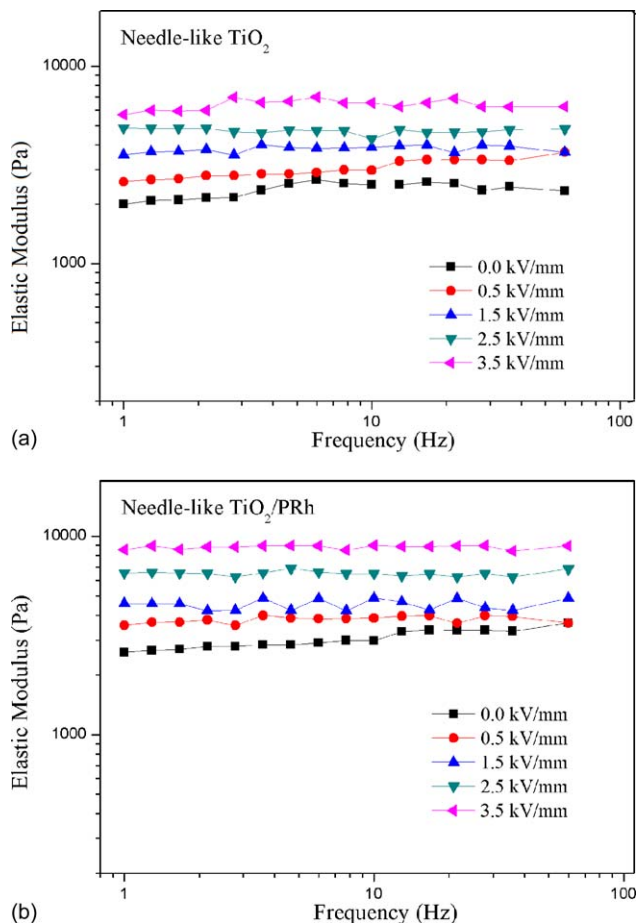 Needle-like TiO₂
10000
1000
Elastic Modulus (Pa)
0.0 kV/mm
0.5 kV/mm
1.5 kV/mm
2.5 kV/mm
3.5 kV/mm
1 10 100
(a)
Frequency (Hz)
Needle-like TiO₂/PRh
10000
1000
Elastic Modulus (Pa)
0.0 kV/mm
0.5 kV/mm
1.5 kV/mm
2.5 kV/mm
3.5 kV/mm
1 10 100
(b)
Frequency (Hz)